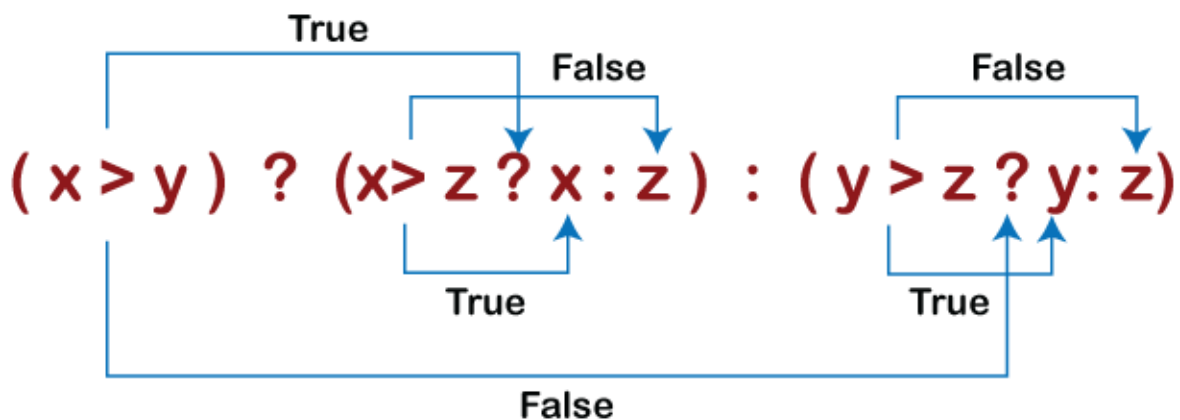 True
False False
( x > y ) ? (x> z ? x : z ) : ( y > z ? y: z)
True True
False